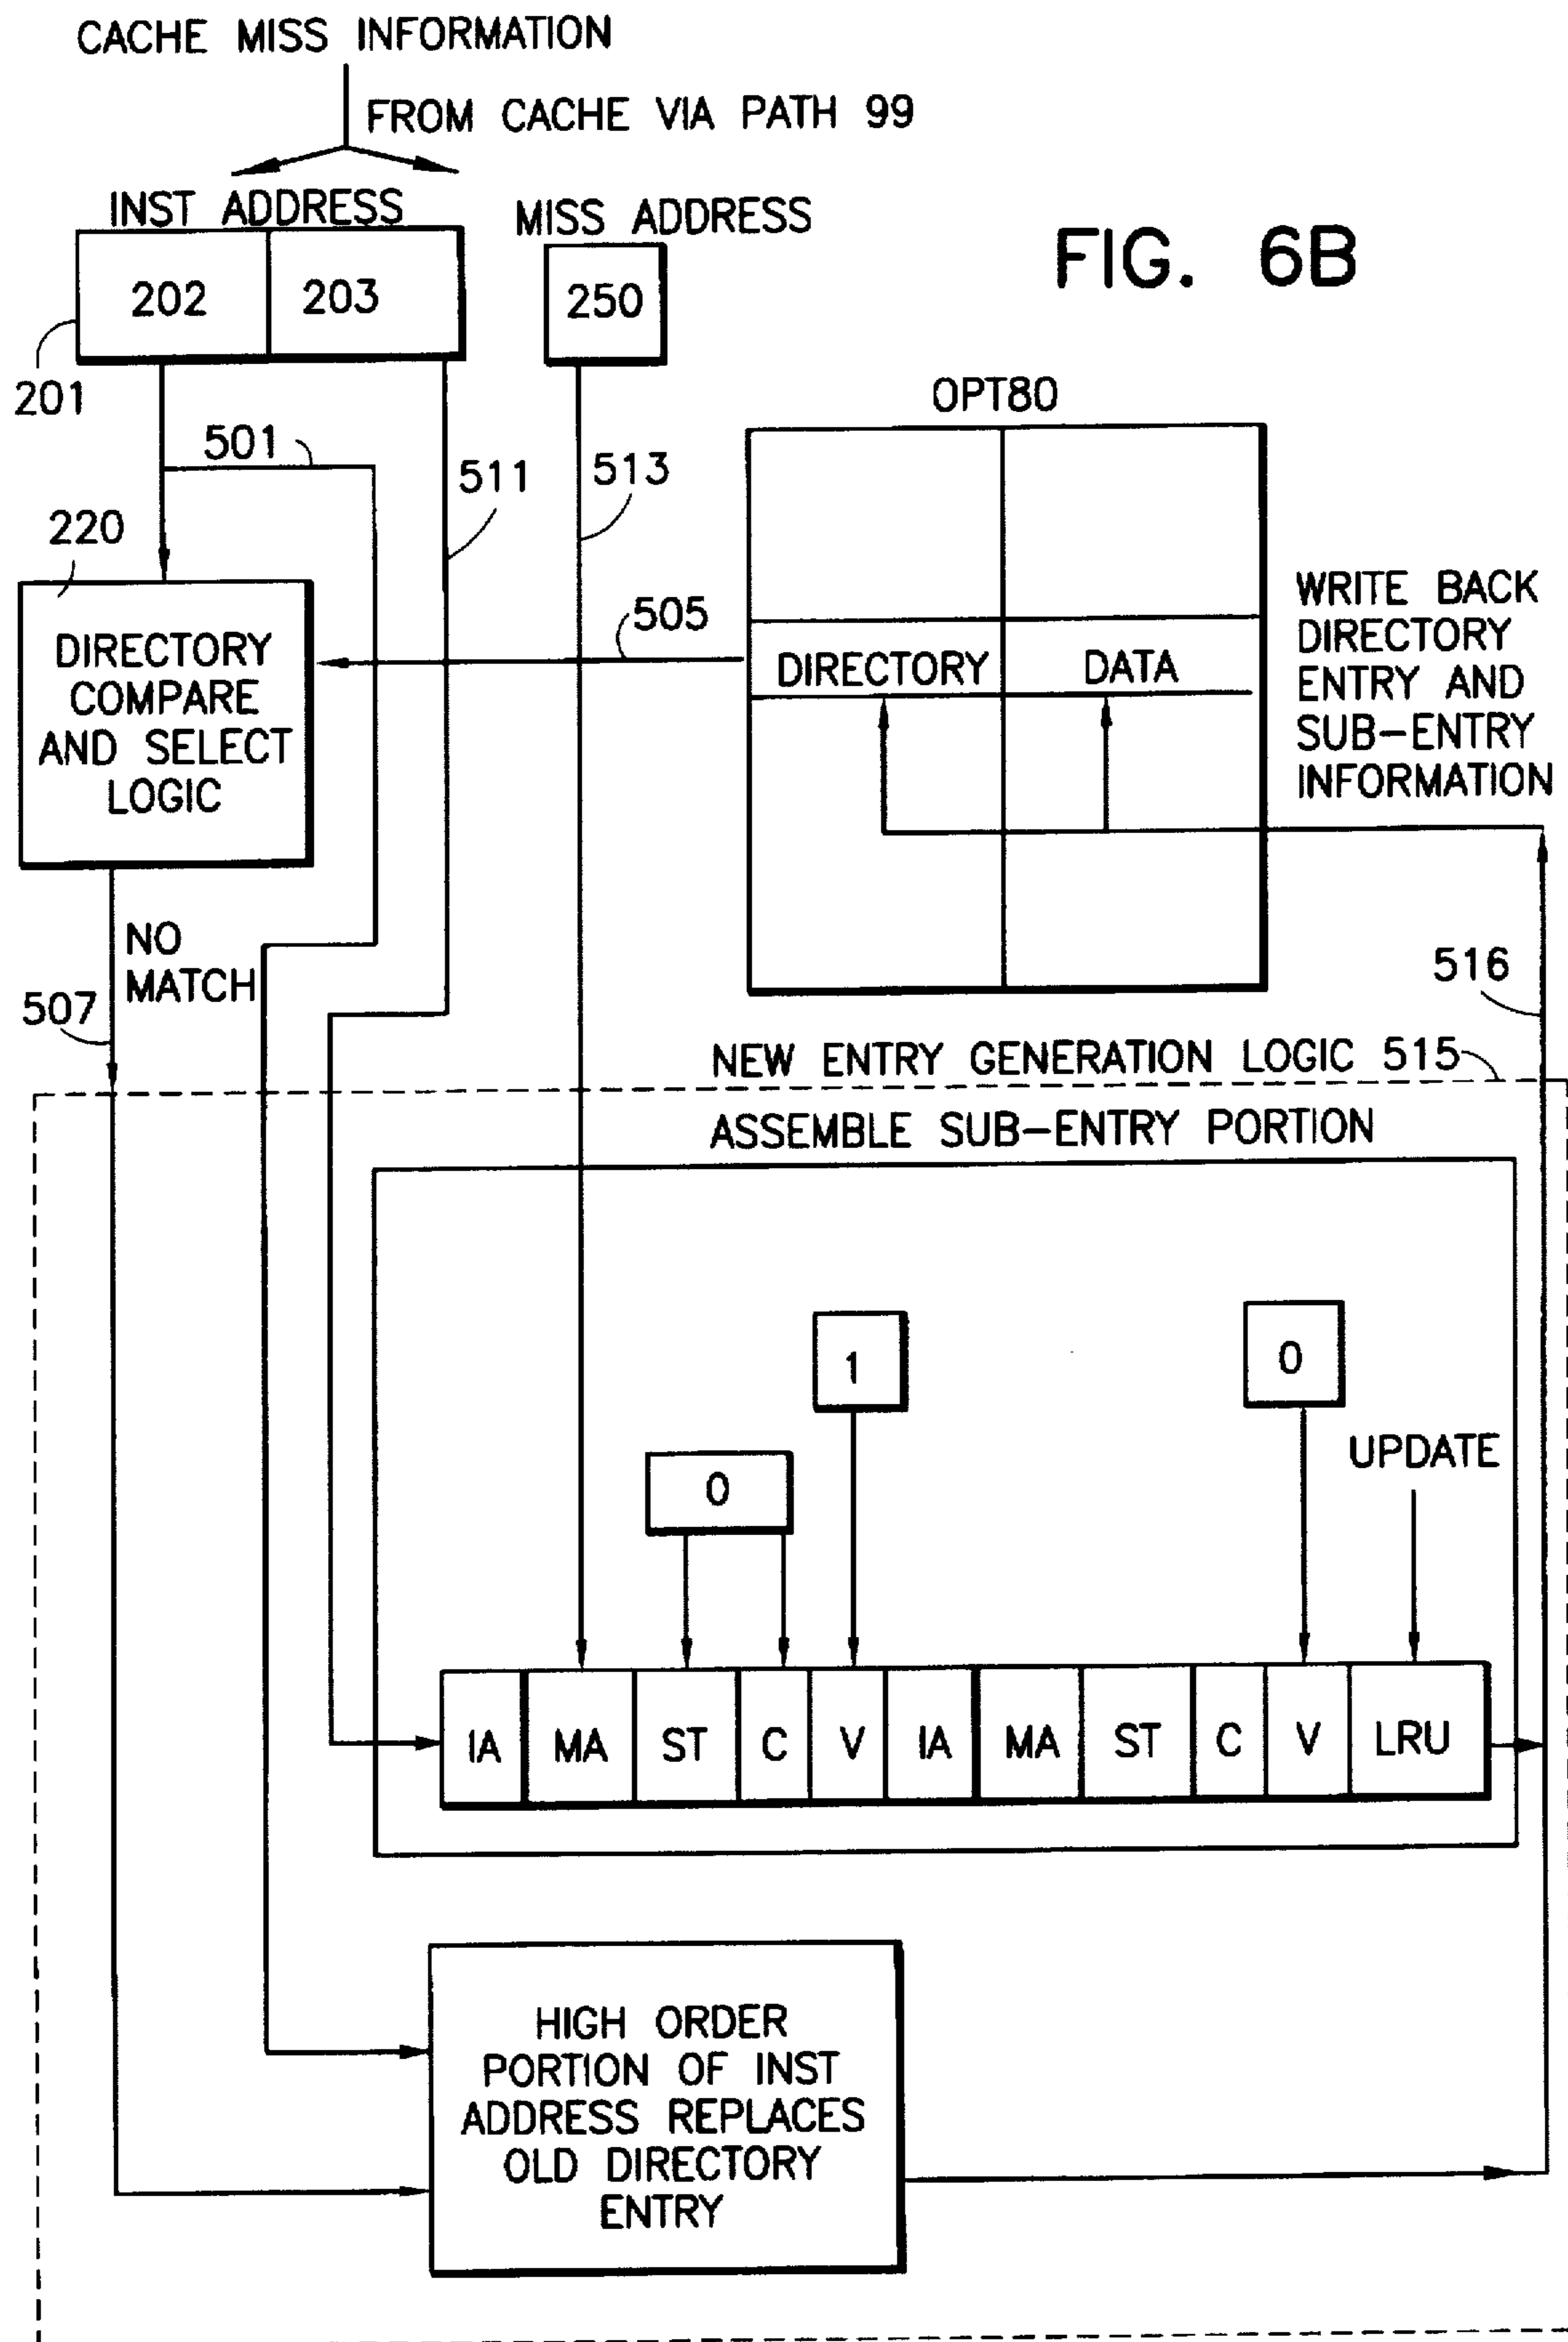 CACHE MISS INFORMATION
FROM CACHE VIA PATH 99
INST ADDRESS
MISS ADDRESS
FIG. 6B
202
203
250
201
OPT80
501
511
513
220
505
DIRECTORY
COMPARE
AND SELECT
LOGIC
DIRECTORY
DATA
WRITE BACK
DIRECTORY
ENTRY AND
SUB-ENTRY
INFORMATION
NO
MATCH
507
516
NEW ENTRY GENERATION LOGIC 515
ASSEMBLE SUB-ENTRY PORTION
1
0
0
UPDATE
IA MA ST C V IA MA ST C V LRU
HIGH ORDER
PORTION OF INST
ADDRESS REPLACES
OLD DIRECTORY
ENTRY